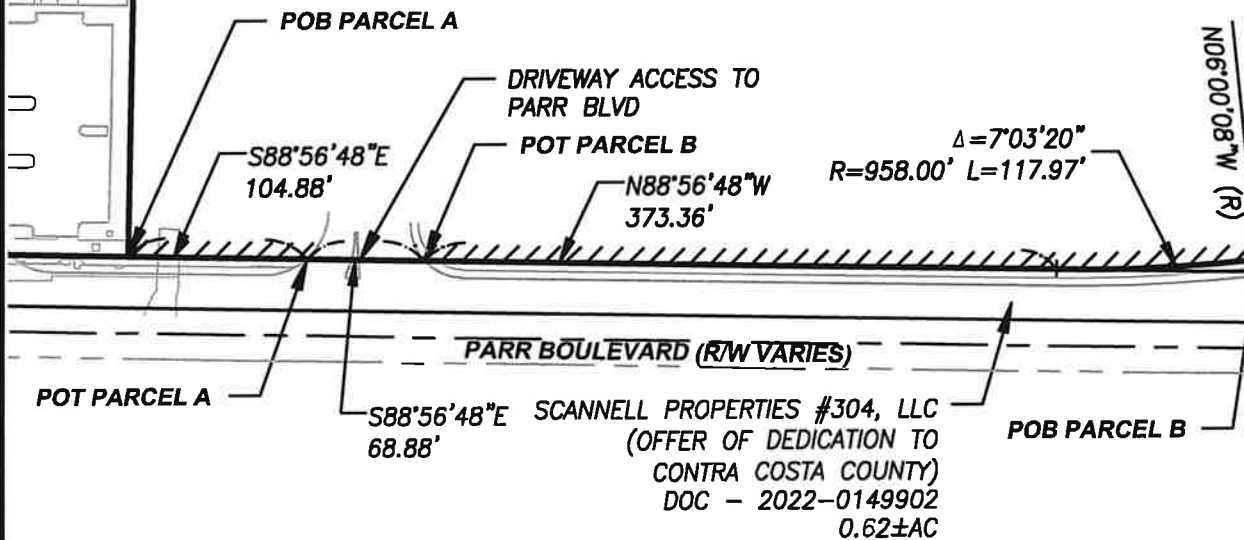 POB PARCEL A
DRIVEWAY ACCESS TO
PARR BLVD
POT PARCEL B
S88°56'48"E
104.88'
N88°56'48"W
373.36'
Δ=7°03'20"
R=958.00' L=117.97'
N06°00'08"W (R)
PARR BOULEVARD (R/W VARIES)
POT PARCEL A
S88°56'48"E
68.88'
SCANNELL PROPERTIES #304, LLC
(OFFER OF DEDICATION TO
CONTRA COSTA COUNTY)
DOC - 2022-0149902
0.62±AC
POB PARCEL B